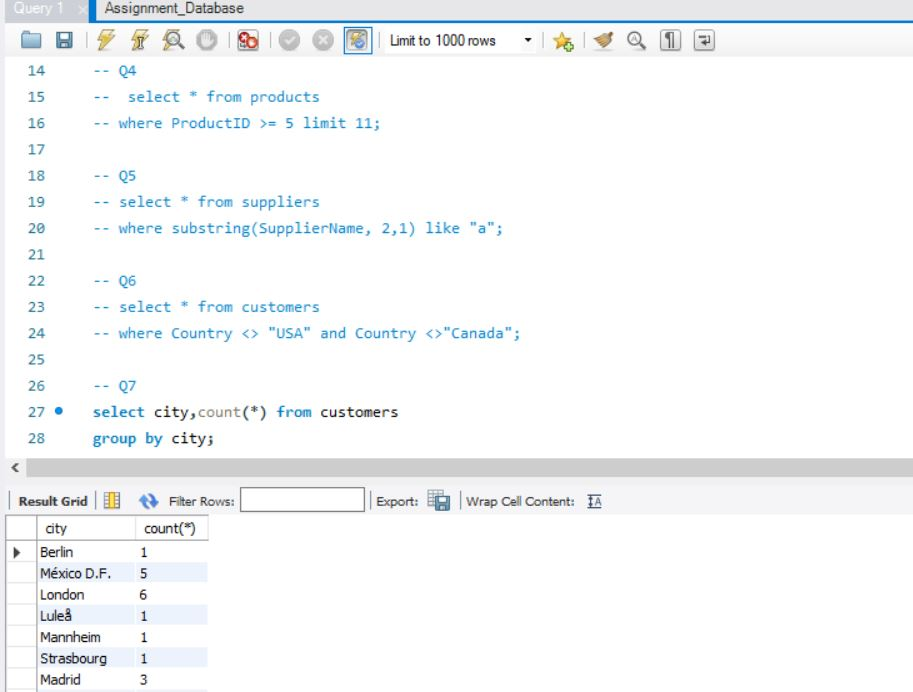 Query 1 Assignment_Database
Limit to 1000 rows
14 -- Q4
15 --  select * from products
16 -- where ProductID >= 5 limit 11;
17
18 -- Q5
19 -- select * from suppliers
20 -- where substring(SupplierName, 2,1) like "a";
21
22 -- Q6
23 -- select * from customers
24 -- where Country <> "USA" and Country <>"Canada";
25
26 -- Q7
27 select city,count(*) from customers
28 group by city;
Result Grid Filter Rows: Export: Wrap Cell Content:
city count(*)
Berlin 1
México D.F. 5
London 6
Luleå 1
Mannheim 1
Strasbourg 1
Madrid 3